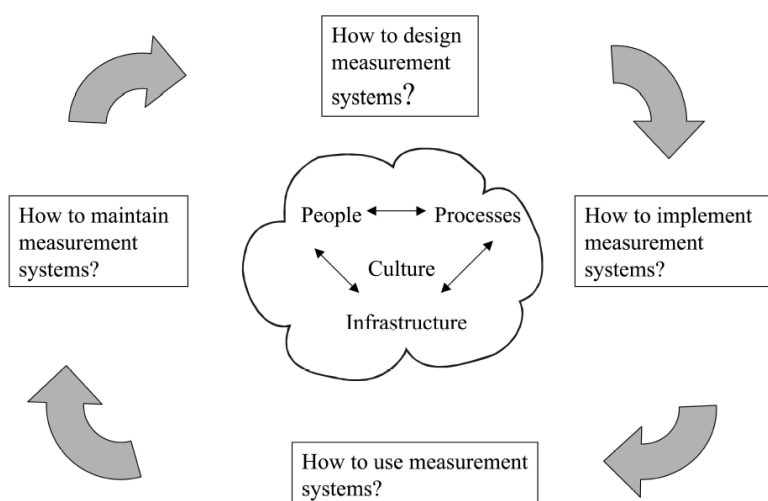 How to design
measurement
systems?
People
Processes
How to maintain
measurement
systems?
How to implement
measurement
systems?
Culture
Infrastructure
How to use measurement
systems?